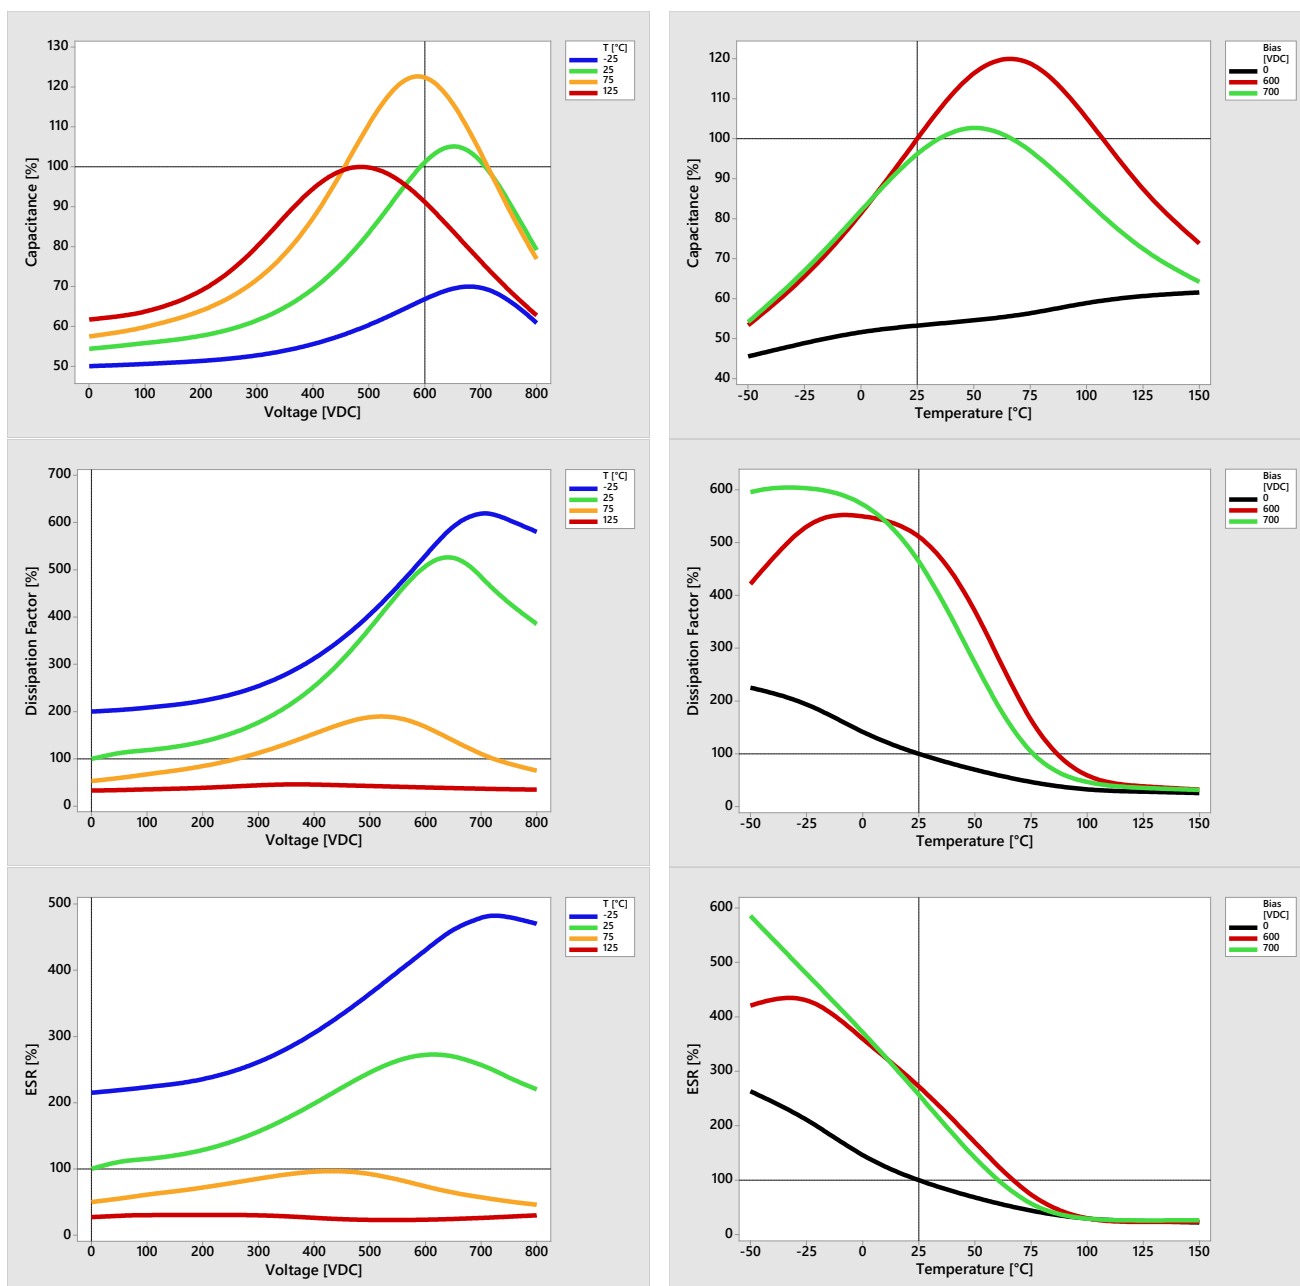 Capacitance [%]
130
120
110
100
90
80
70
60
50
0 100 200 300 400 500 600 700 800
Voltage [VDC]
T [°C]
-25
25
75
125
Capacitance [%]
120
110
100
90
80
70
60
50
40
-50 -25 0 25 50 75 100 125 150
Temperature [°C]
Bias
[VDC]
0
600
700
Dissipation Factor [%]
700
600
500
400
300
200
100
0
0 100 200 300 400 500 600 700 800
Voltage [VDC]
T [°C]
-25
25
75
125
Dissipation Factor [%]
600
500
400
300
200
100
0
-50 -25 0 25 50 75 100 125 150
Temperature [°C]
Bias
[VDC]
0
600
700
ESR [%]
500
400
300
200
100
0
0 100 200 300 400 500 600 700 800
Voltage [VDC]
T [°C]
-25
25
75
125
ESR [%]
600
500
400
300
200
100
0
-50 -25 0 25 50 75 100 125 150
Temperature [°C]
Bias
[VDC]
0
600
700